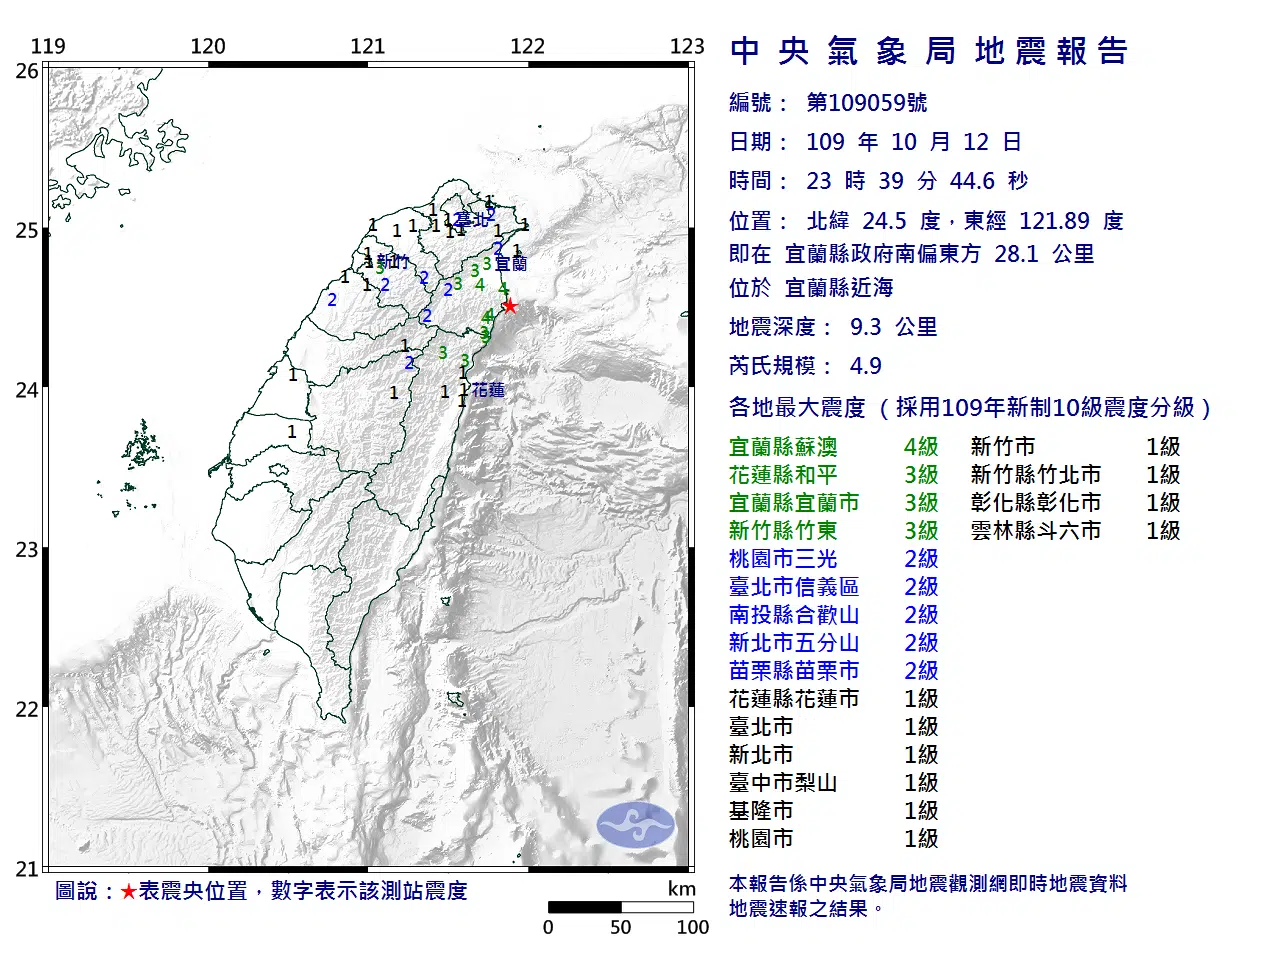 119 120 121 122 123
中央氣象局地震報告
編號： 第109059號
日期： 109 年 10 月 12 日
時間： 23 時 39 分 44.6 秒
位置： 北緯 24.5 度，東經 121.89 度
即在 宜蘭縣政府南偏東方 28.1 公里
位於 宜蘭縣近海
地震深度： 9.3 公里
芮氏規模： 4.9
各地最大震度 （採用109年新制10級震度分級）
宜蘭縣蘇澳 4級 新竹市 1級
花蓮縣和平 3級 新竹縣竹北市 1級
宜蘭縣宜蘭市 3級 彰化縣彰化市 1級
新竹縣竹東 3級 雲林縣斗六市 1級
桃園市三光 2級
臺北市信義區 2級
南投縣合歡山 2級
新北市五分山 2級
苗栗縣苗栗市 2級
花蓮縣花蓮市 1級
臺北市 1級
新北市 1級
臺中市梨山 1級
基隆市 1級
桃園市 1級
本報告係中央氣象局地震觀測網即時地震資料
地震速報之結果。
26
25
24
23
22
21
臺北
新竹
宜蘭
花蓮
圖說：★表震央位置，數字表示該測站震度
km
0 50 100